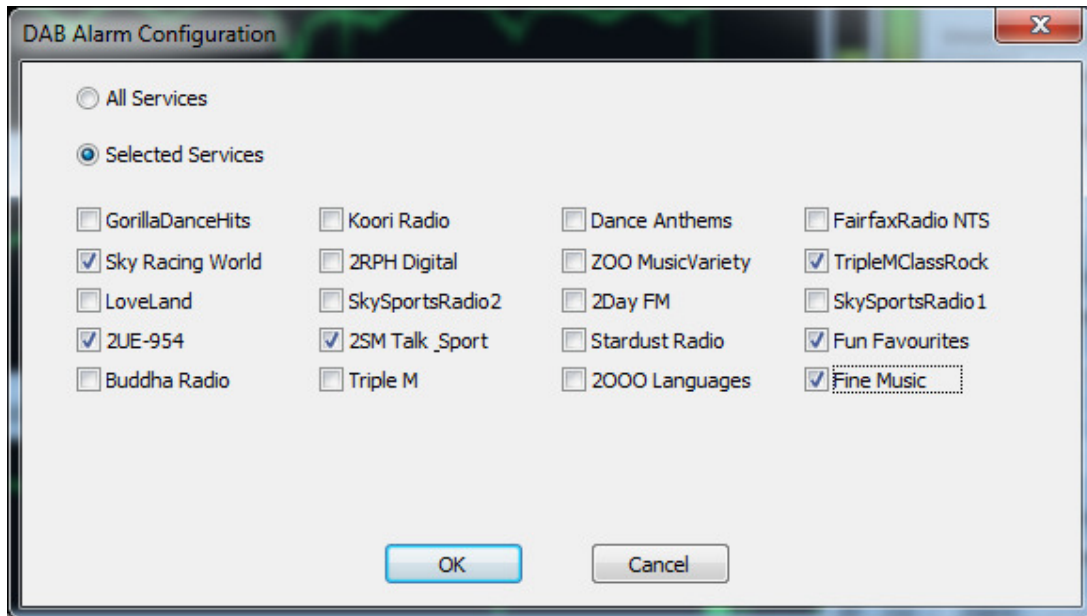 DAB Alarm Configuration
All Services
Selected Services
GorillaDanceHits Koori Radio Dance Anthems FairfaxRadio NTS
Sky Racing World 2RPH Digital ZOO MusicVariety TripleMClassRock
LoveLand SkySportsRadio2 2Day FM SkySportsRadio1
2UE-954 2SM Talk_Sport Stardust Radio Fun Favourites
Buddha Radio Triple M 2OOO Languages Fine Music
OK Cancel